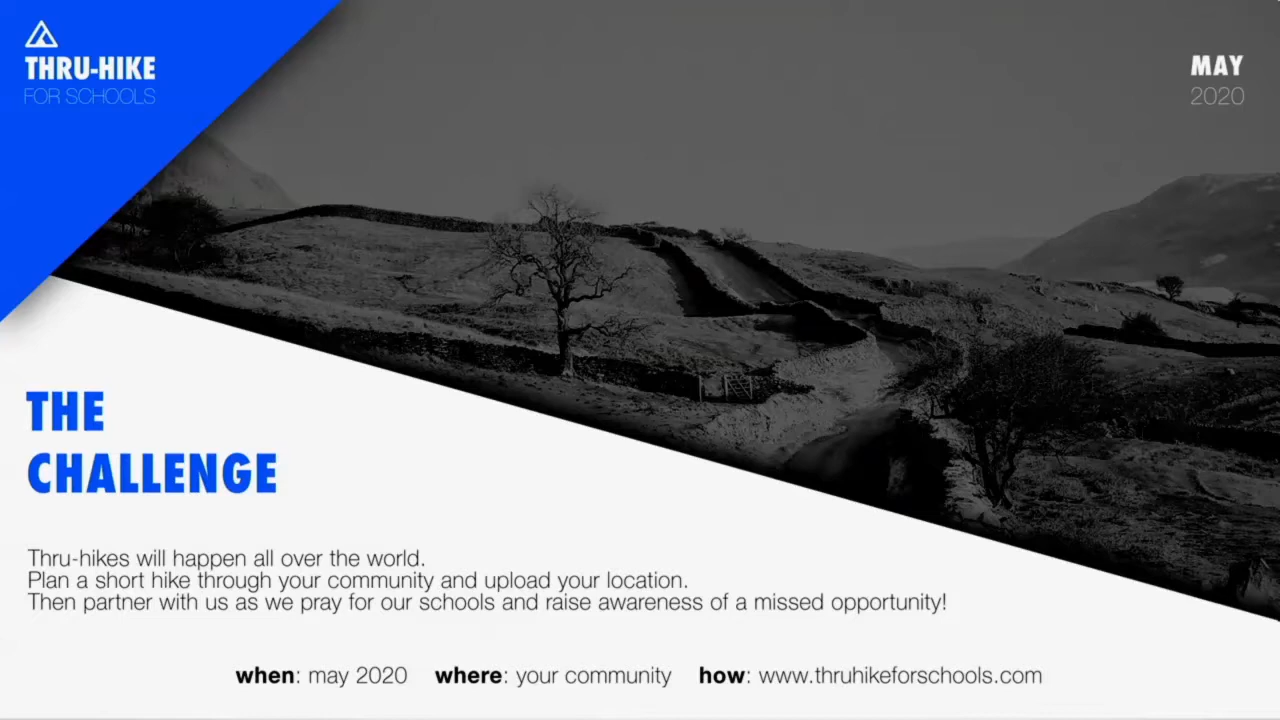 THRU-HIKE
FOR SCHOOLS
MAY
2020
THE
CHALLENGE
Thru-hikes will happen all over the world.
Plan a short hike through your community and upload your location.
Then partner with us as we pray for our schools and raise awareness of a missed opportunity!
when: may 2020 where: your community how: www.thruhikeforschools.com